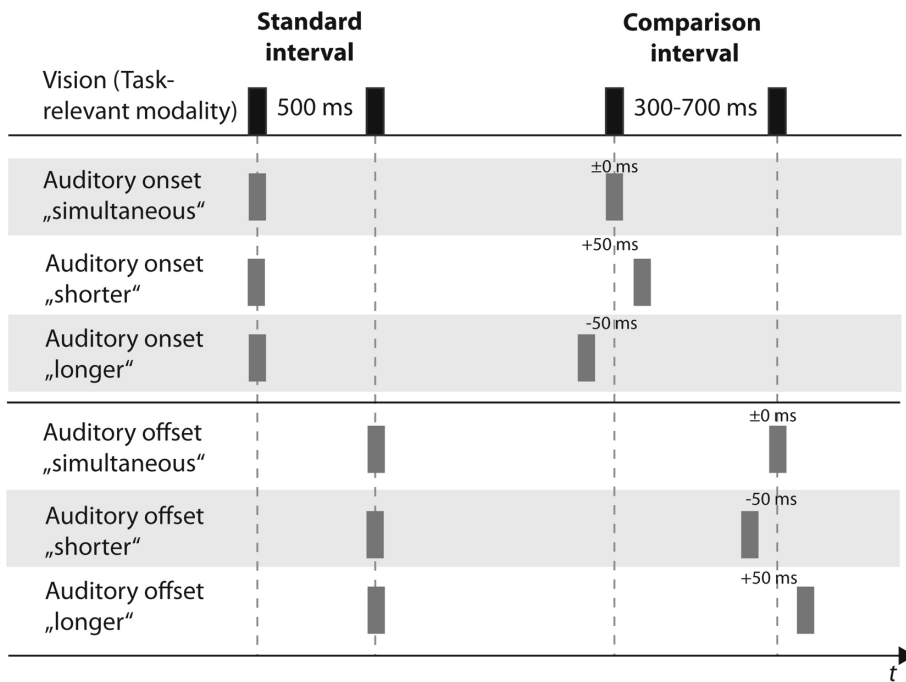 Standard
interval
Comparison
interval
Vision (Task-
relevant modality)
500 ms
300-700 ms
Auditory onset
„simultaneous“
±0 ms
Auditory onset
„shorter“
+50 ms
Auditory onset
„longer“
-50 ms
Auditory offset
„simultaneous“
±0 ms
Auditory offset
„shorter“
-50 ms
Auditory offset
„longer“
+50 ms
t